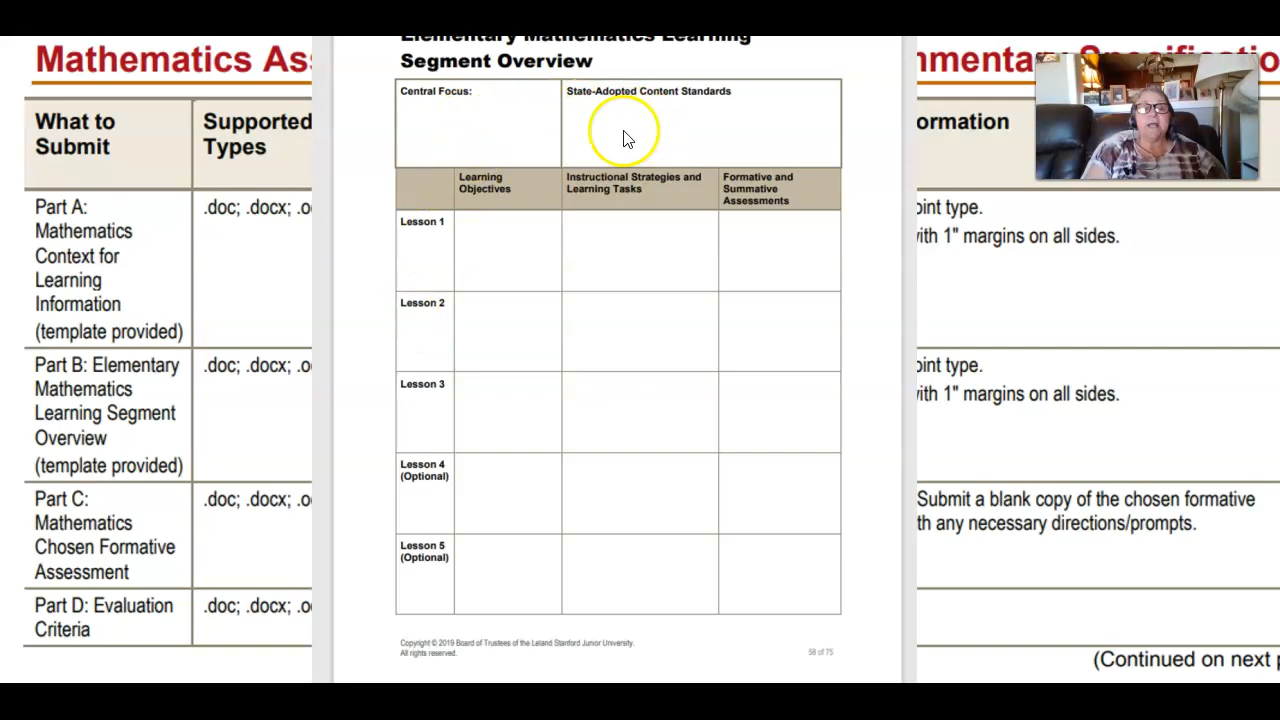 Mathematics Ass
What to
Submit
Supported
Types
Part A:
Mathematics
Context for
Learning
Information
(template provided)
.doc; .docx; .o
Part B: Elementary
Mathematics
Learning Segment
Overview
(template provided)
.doc; .docx; .o
Part C:
Mathematics
Chosen Formative
Assessment
.doc; .docx; .o
Part D: Evaluation
Criteria
.doc; .docx; .o
Elementary Mathematics Learning
Segment Overview
Central Focus:
State-Adopted Content Standards
Learning
Objectives
Instructional Strategies and
Learning Tasks
Formative and
Summative
Assessments
Lesson 1
Lesson 2
Lesson 3
Lesson 4
(Optional)
Lesson 5
(Optional)
Copyright © 2019 Board of Trustees of the Leland Stanford Junior University.
All rights reserved.
58 of 75
nmentary Specificatio
ormation
oint type.
with 1" margins on all sides.
oint type.
with 1" margins on all sides.
Submit a blank copy of the chosen formative
th any necessary directions/prompts.
(Continued on next p